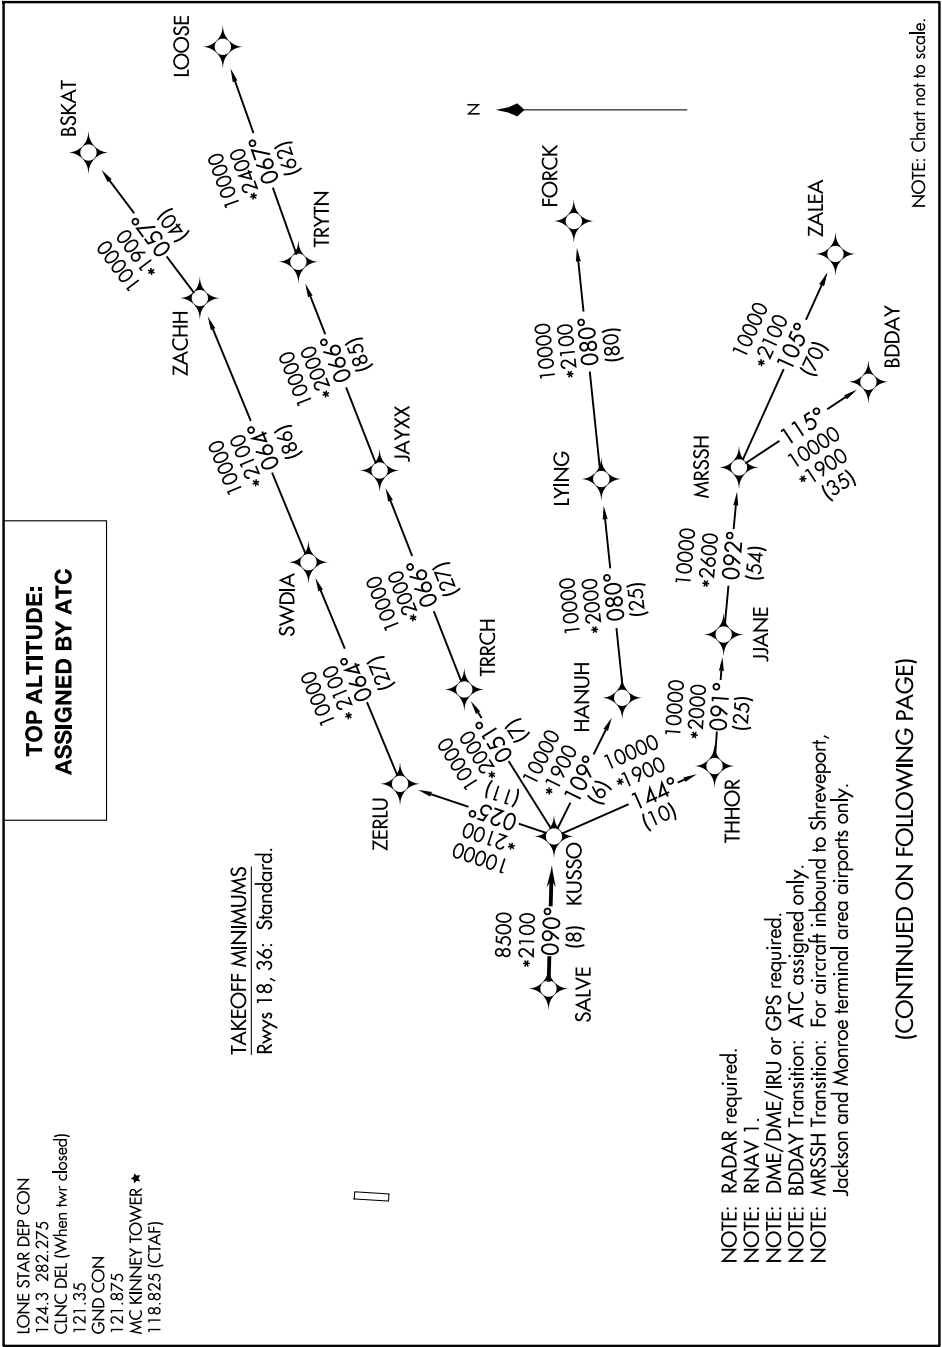 LONE STAR DEP CON
124.3 282.275
CLNC DEL (When twr closed)
121.35
GND CON
121.875
MC KINNEY TOWER ★
118.825 (CTAF)
TOP ALTITUDE:
ASSIGNED BY ATC
TAKEOFF MINIMUMS
Rwys 18, 36: Standard.
BSKAT
LOOSE
10000
*1900
057°
(40)
ZACHH
10000
*2400
067°
(62)
TRYTN
10000
*2100
064°
(86)
SWDIA
10000
*2000
066°
(85)
JAYXX
10000
*2100
064°
(27)
ZERLU
10000
*2000
066°
(27)
TRRCH
10000
*2100
025°
(11)
10000
*2000
051°
(7)
N
FORCK
10000
*2100
080°
(80)
LYING
10000
*2000
080°
(25)
HANUH
10000
*1900
109°
(6)
8500
*2100
090°
(8)
SALVE
KUSSO
10000
*1900
144°
(10)
THHOR
10000
*2000
091°
(25)
JJANE
10000
*2600
092°
(54)
MRSSH
10000
*2100
105°
(70)
ZALEA
115°
10000
*1900
(35)
BDDAY
NOTE: RADAR required.
NOTE: RNAV 1.
NOTE: DME/DME/IRU or GPS required.
NOTE: BDDAY Transition: ATC assigned only.
NOTE: MRSSH Transition: For aircraft inbound to Shreveport,
Jackson and Monroe terminal area airports only.
(CONTINUED ON FOLLOWING PAGE)
NOTE: Chart not to scale.